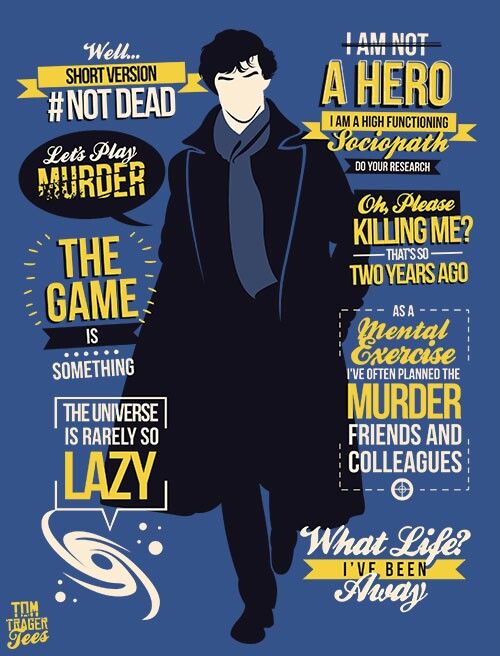 Well...
SHORT VERSION
#NOT DEAD
Let's Play
MURDER
THE
GAME
IS
SOMETHING
THE UNIVERSE
IS RARELY SO
LAZY
I AM NOT
A HERO
I AM A HIGH FUNCTIONING
Sociopath
DO YOUR RESEARCH
Oh, Please
KILLING ME?
THAT'S SO
TWO YEARS AGO
AS A
Mental
Exercise
I'VE OFTEN PLANNED THE
MURDER
FRIENDS AND
COLLEAGUES
What Life?
I'VE BEEN
Away
TOM
TRAGER
Tees